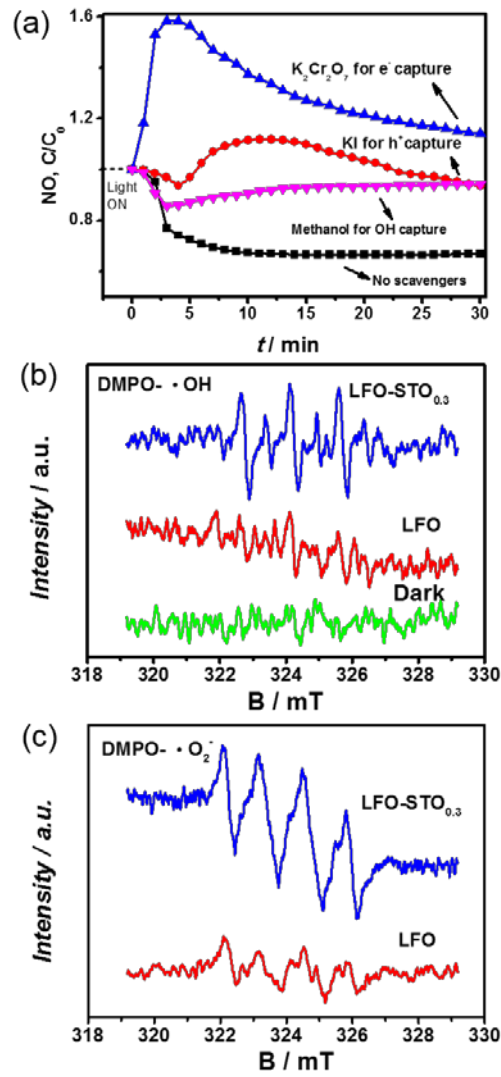 (a)
NO, C/C₀
1.6
1.2
0.8
K₂Cr₂O₇ for e⁻ capture
KI for h⁺ capture
Light
ON
Methanol for OH capture
No scavengers
0 5 10 15 20 25 30
t / min
(b)
DMPO- · OH
LFO-STO₀.₃
LFO
Dark
Intensity / a.u.
318 320 322 324 326 328 330
B / mT
(c)
DMPO- · O₂⁻
LFO-STO₀.₃
LFO
Intensity / a.u.
318 320 322 324 326 328 330
B / mT